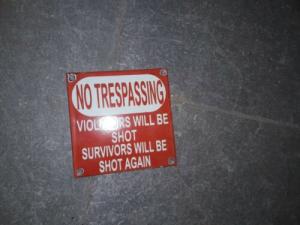 NO TRESPASSING
VIOLATORS WILL BE
SHOT
SURVIVORS WILL BE
SHOT AGAIN